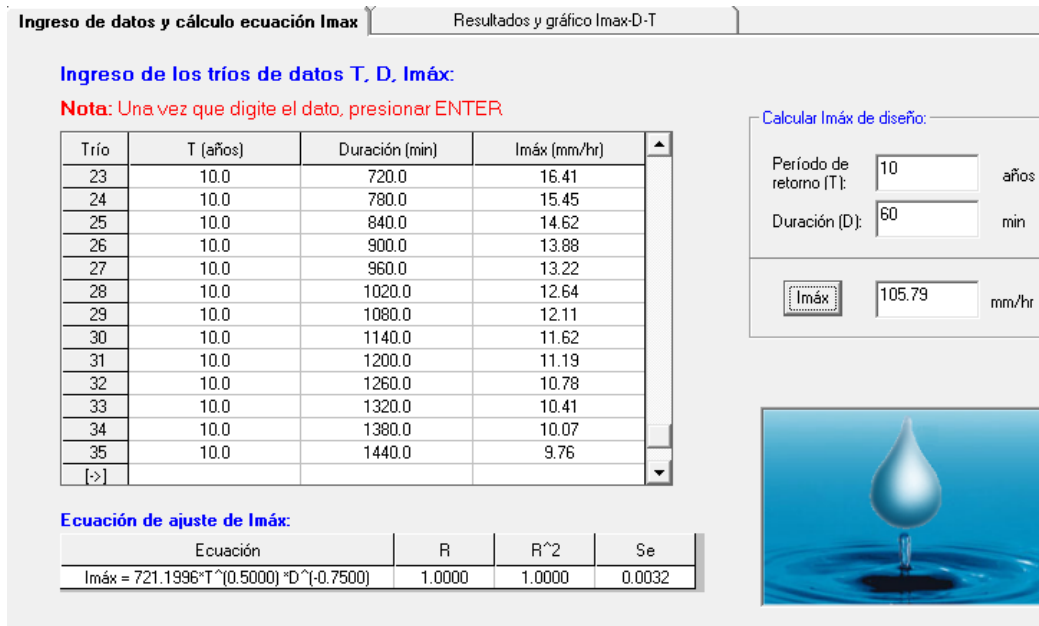 Ingreso de datos y cálculo ecuación Imax
Resultados y gráfico Imax-D-T
Ingreso de los tríos de datos T, D, Imáx:
Nota: Una vez que digite el dato, presionar ENTER
Trío T (años) Duración (min) Imáx (mm/hr)
23 10.0 720.0 16.41
24 10.0 780.0 15.45
25 10.0 840.0 14.62
26 10.0 900.0 13.88
27 10.0 960.0 13.22
28 10.0 1020.0 12.64
29 10.0 1080.0 12.11
30 10.0 1140.0 11.62
31 10.0 1200.0 11.19
32 10.0 1260.0 10.78
33 10.0 1320.0 10.41
34 10.0 1380.0 10.07
35 10.0 1440.0 9.76
[->]
Ecuación de ajuste de Imáx:
Ecuación R R^2 Se
Imáx = 721.1996*T^(0.5000) *D^(-0.7500) 1.0000 1.0000 0.0032
Calcular Imáx de diseño:
Período de
retorno (T): 10 años
Duración (D): 60 min
Imáx 105.79 mm/hr